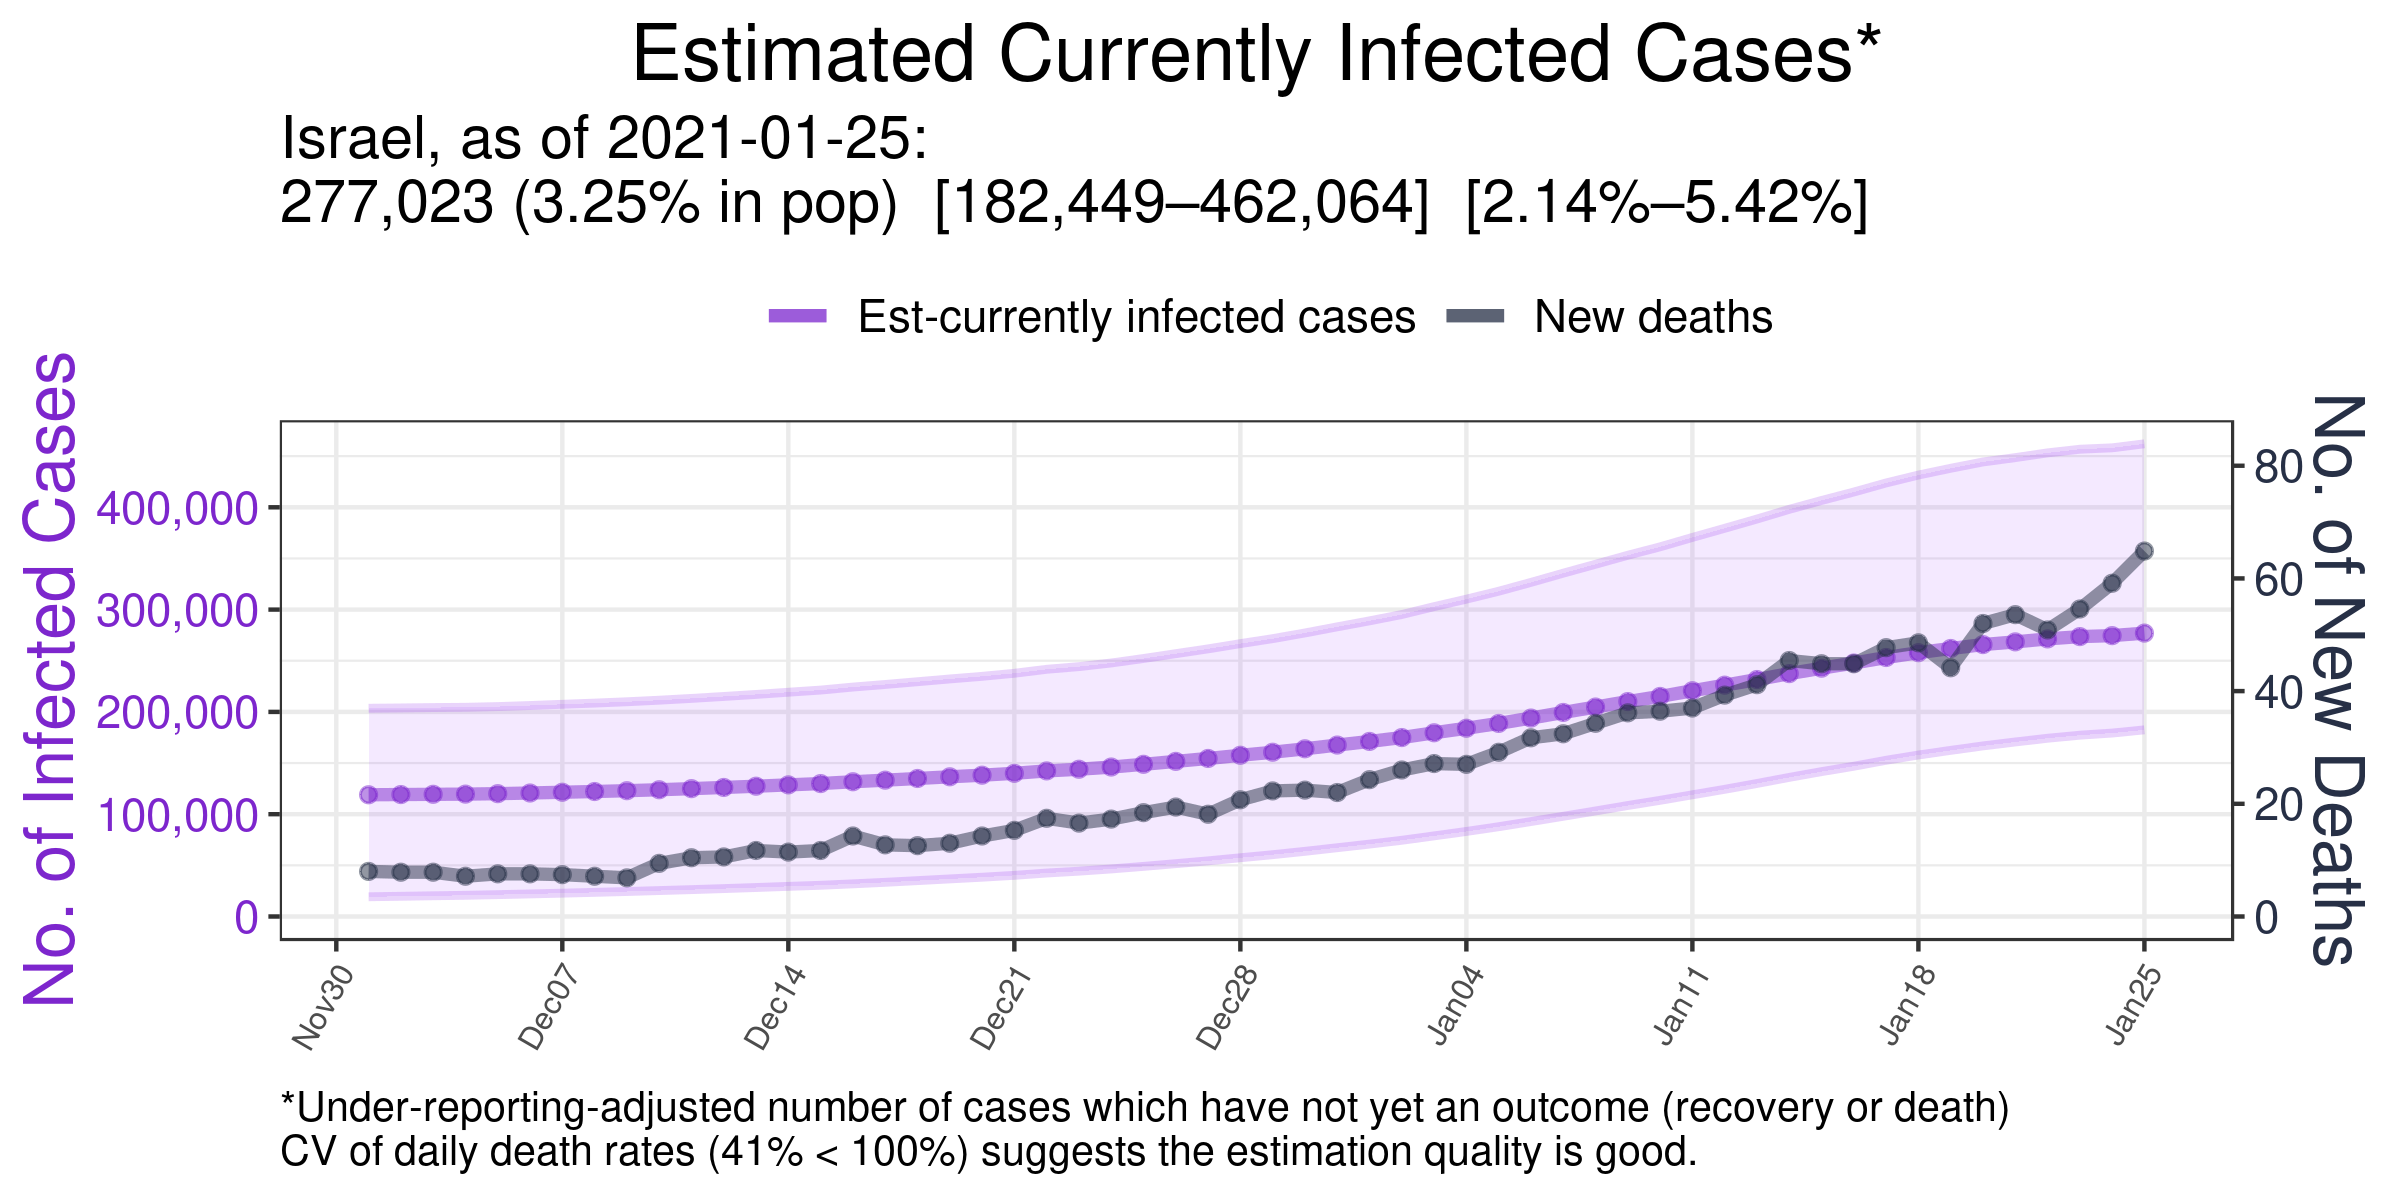 Estimated Currently Infected Cases*
Israel, as of 2021-01-25:
277,023 (3.25% in pop)  [182,449–462,064]  [2.14%–5.42%]
Est-currently infected cases
New deaths
No. of Infected Cases
400,000
300,000
200,000
100,000
0
No. of New Deaths
80
60
40
20
0
Nov30
Dec07
Dec14
Dec21
Dec28
Jan04
Jan11
Jan18
Jan25
*Under-reporting-adjusted number of cases which have not yet an outcome (recovery or death)
CV of daily death rates (41% < 100%) suggests the estimation quality is good.